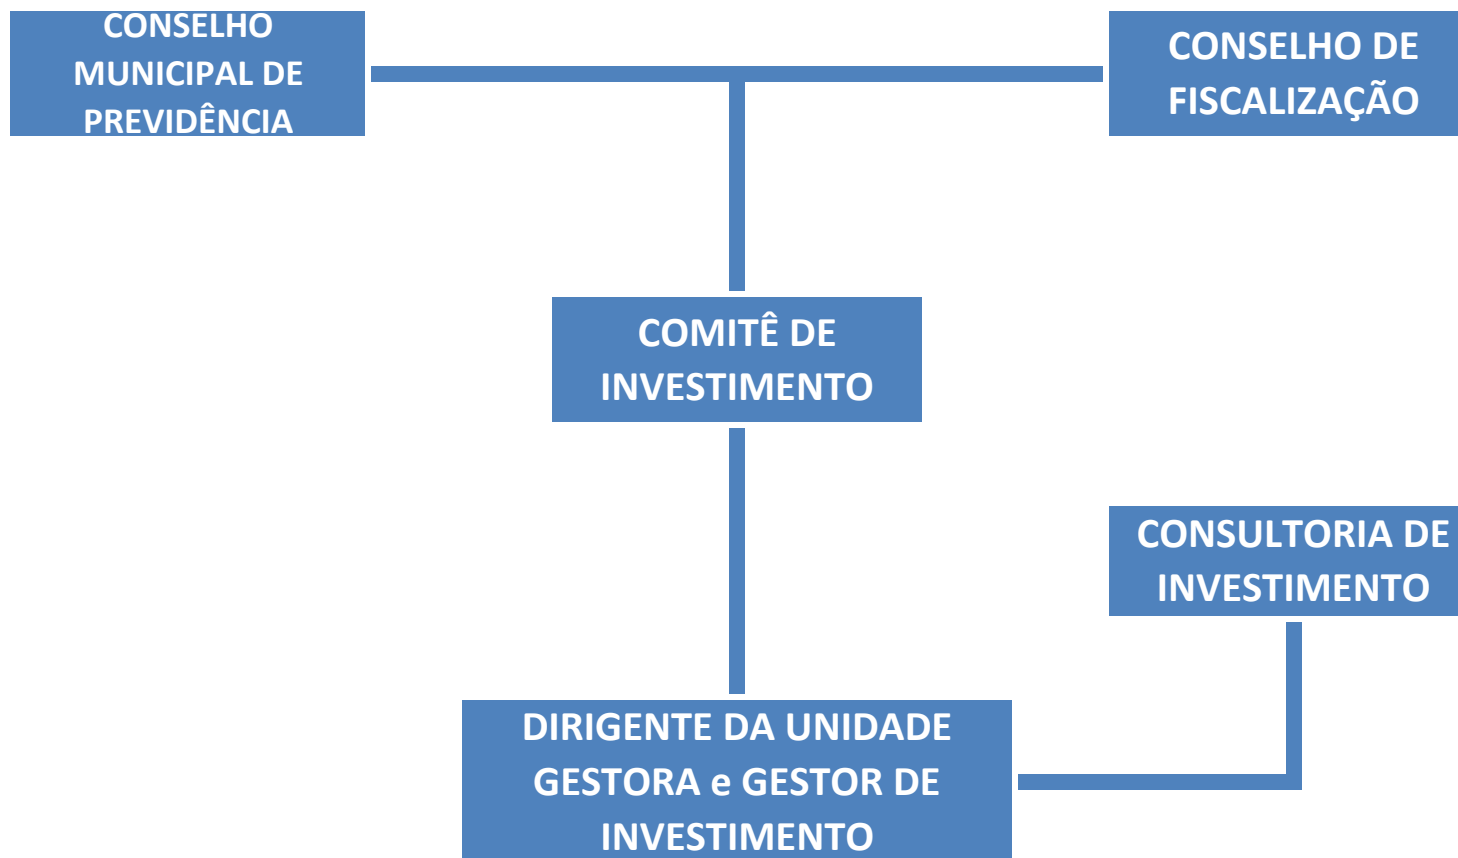 CONSELHO
MUNICIPAL DE
PREVIDÊNCIA
CONSELHO DE
FISCALIZAÇÃO
COMITÊ DE
INVESTIMENTO
CONSULTORIA DE
INVESTIMENTO
DIRIGENTE DA UNIDADE
GESTORA e GESTOR DE
INVESTIMENTO